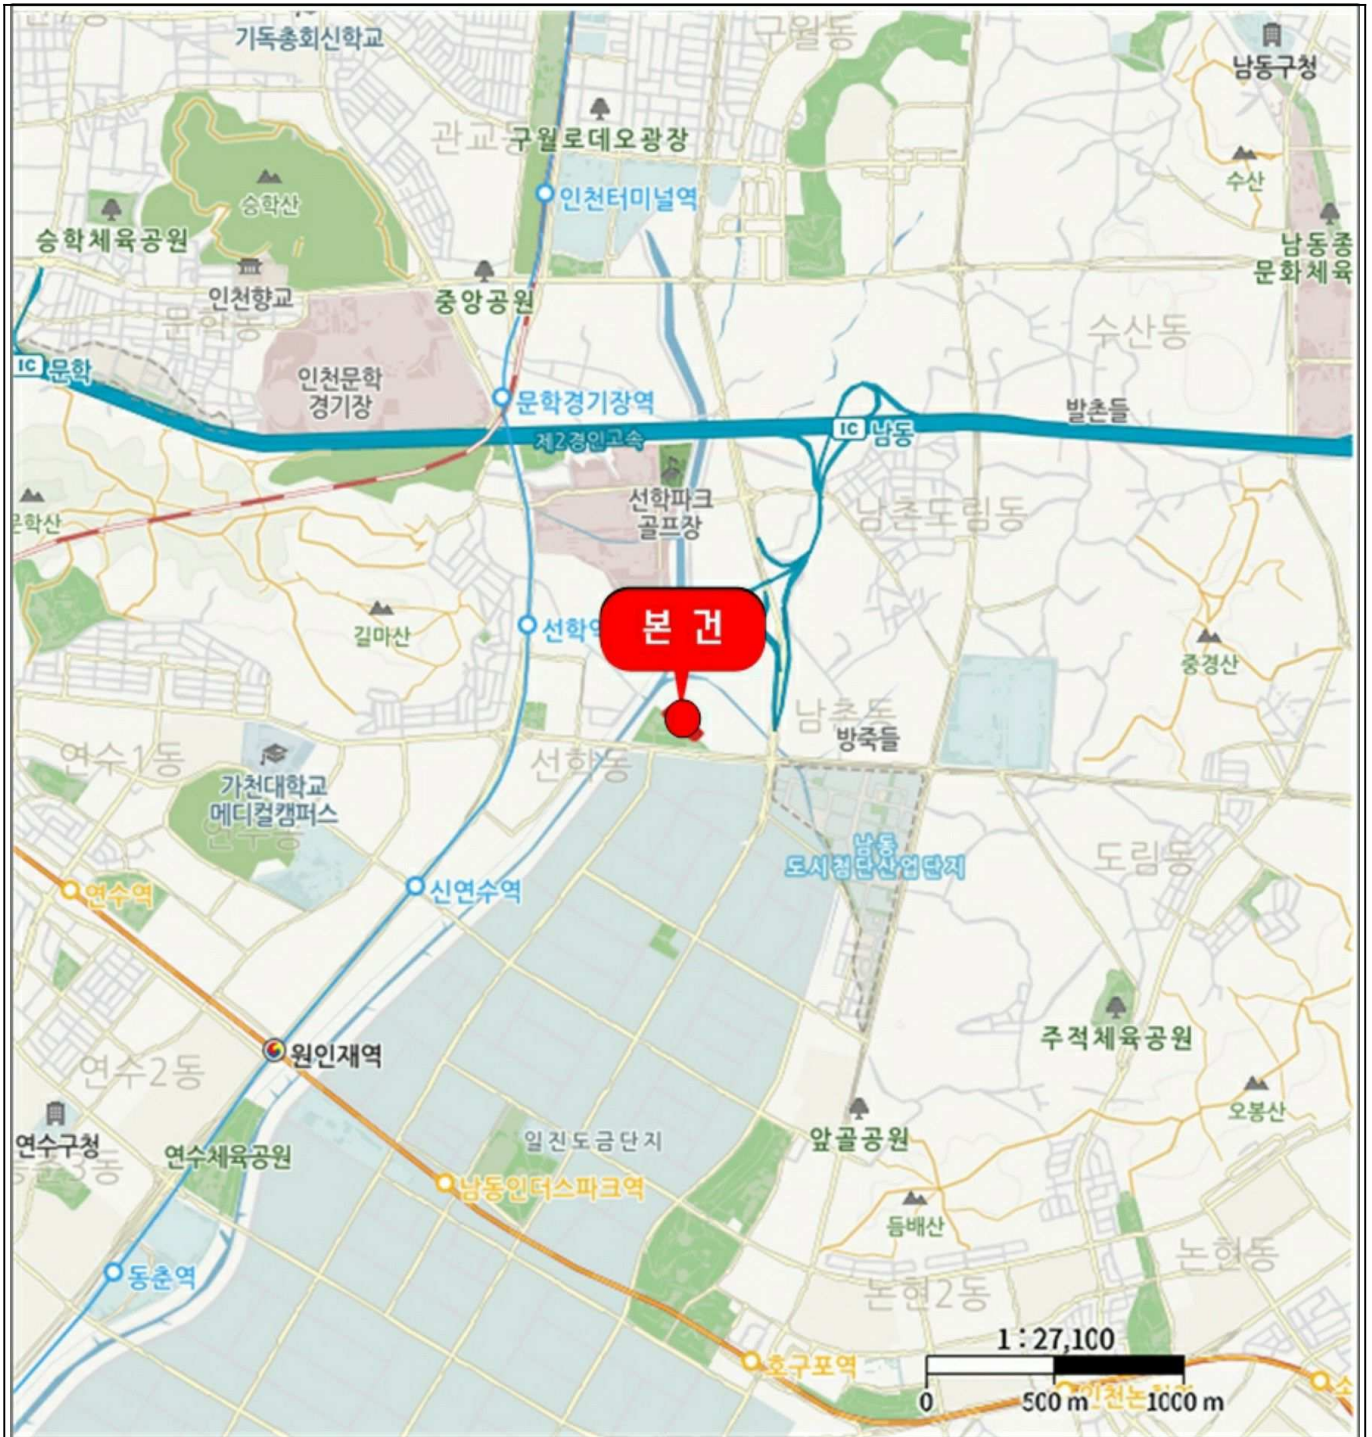 기독총회신학교
구월동
남동구청
관교
구월로데오광장
승학산
인천터미널역
수산
승학체육공원
남동종
문화체육
인천향교
중앙공원
문학동
수산동
IC 문학
인천문학
경기장
문학경기장역
발촌들
제2경인고속
IC 남동
선학파크
골프장
문학산
남촌도림동
길마산
선학역
본 건
중경산
남촌동
방죽들
연수1동
선학동
가천대학교
메디컬캠퍼스
연수동
남동
도시첨단산업단지
도림동
연수역
신연수역
주적체육공원
원인재역
연수2동
오봉산
연수구청
연수체육공원
일진도금단지
앞골공원
남동인더스파크역
듬배산
논현동
동춘역
논현2동
1 : 27,100
호구포역
0 500 m 1000 m
인천논
소